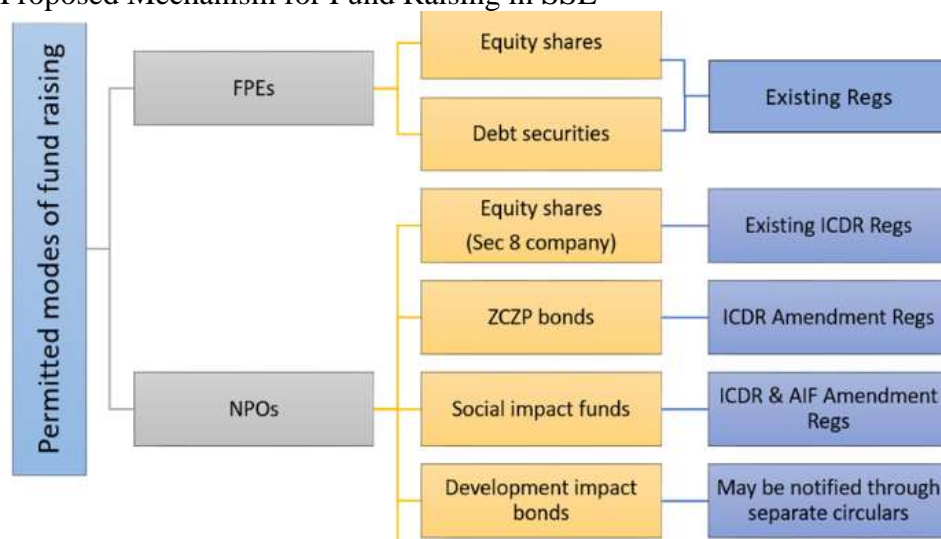 Proposed Mechanism for Fund Raising in SSE
Permitted modes of fund raising
FPEs
Equity shares
Debt securities
Existing Regs
NPOs
Equity shares
(Sec 8 company)
Existing ICDR Regs
ZCZP bonds
ICDR Amendment Regs
Social impact funds
ICDR & AIF Amendment
Regs
Development impact
bonds
May be notified through
separate circulars